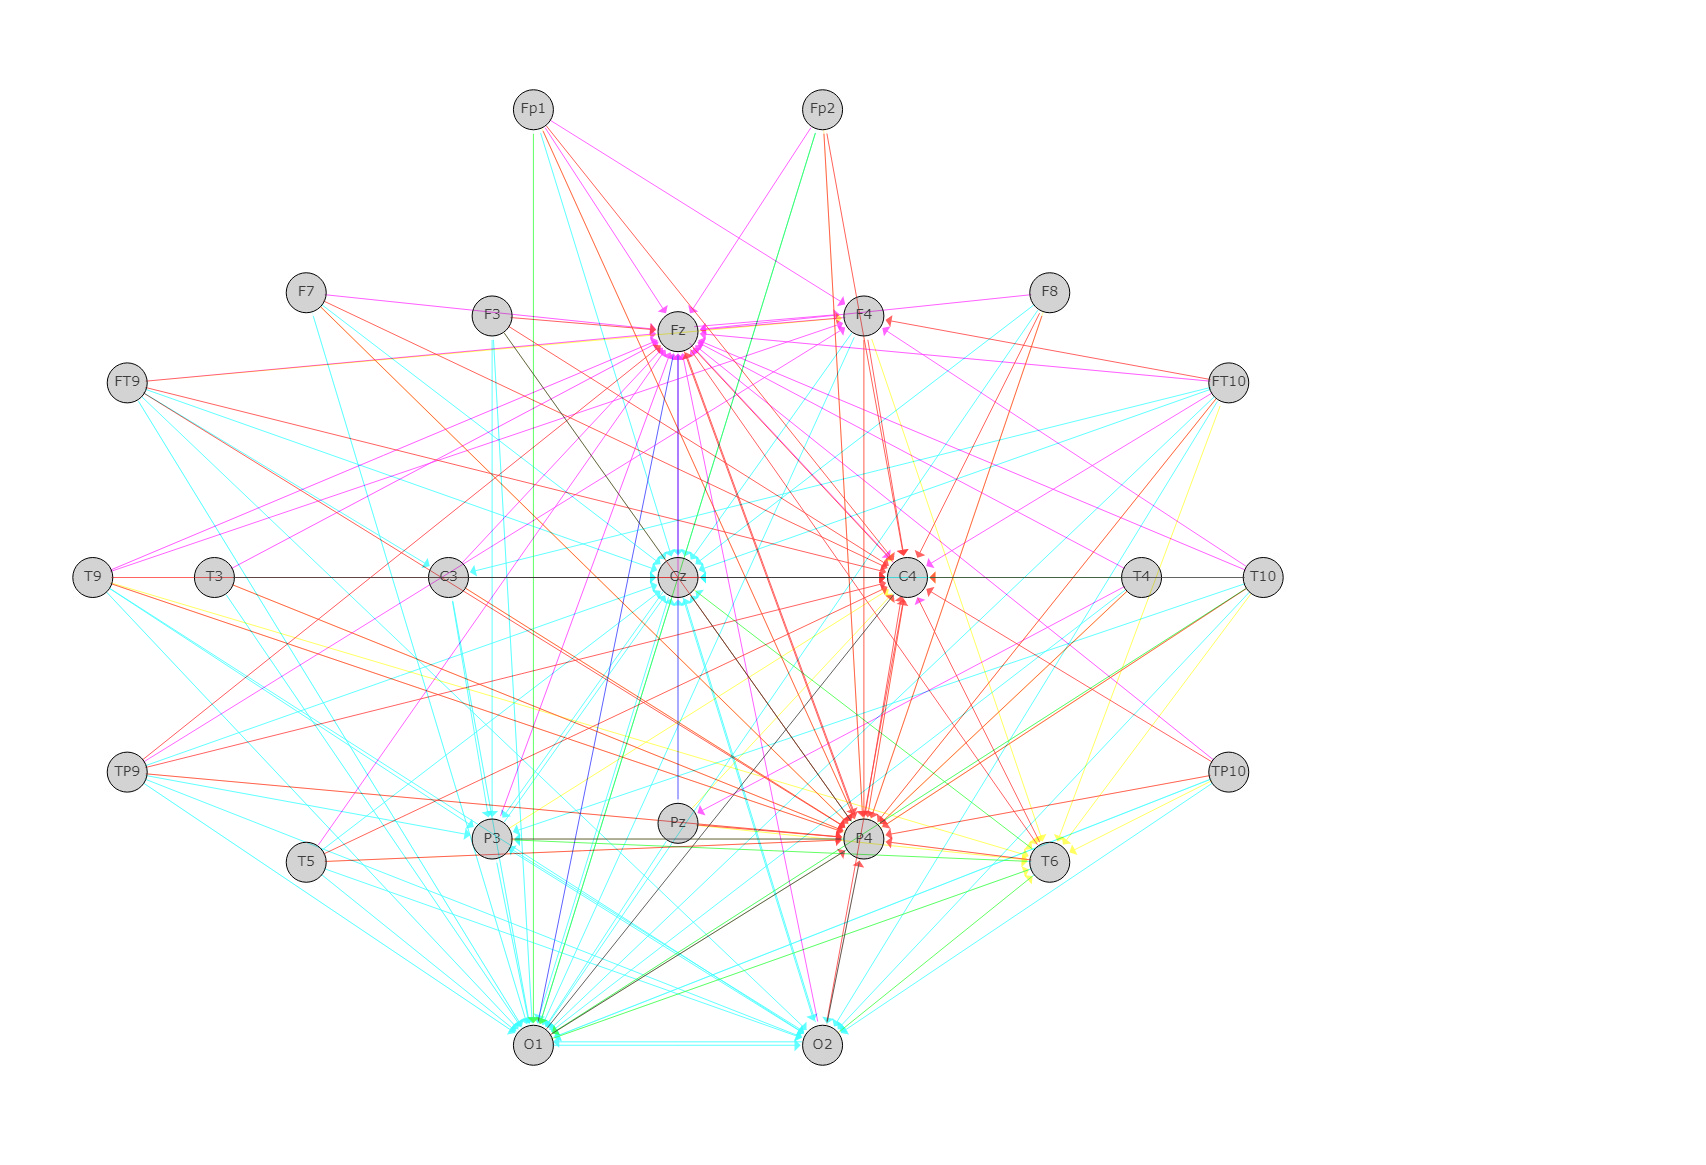 Fp1 Fp2
F7 F3 Fz F4 F8
FT9 FT10
T9 T3 C3 Cz C4 T4 T10
TP9 TP10
T5 P3 Pz P4 T6
O1 O2